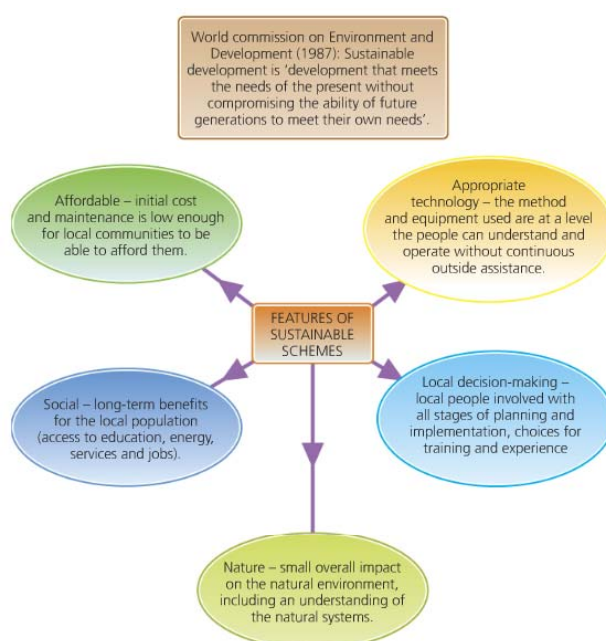 World commission on Environment and
Development (1987): Sustainable
development is ‘development that meets
the needs of the present without
compromising the ability of future
generations to meet their own needs’.
Affordable – initial cost
and maintenance is low enough
for local communities to be
able to afford them.
Appropriate
technology – the method
and equipment used are at a level
the people can understand and
operate without continuous
outside assistance.
FEATURES OF
SUSTAINABLE
SCHEMES
Social – long-term benefits
for the local population
(access to education, energy,
services and jobs).
Local decision-making –
local people involved with
all stages of planning and
implementation, choices for
training and experience
Nature – small overall impact
on the natural environment,
including an understanding of
the natural systems.